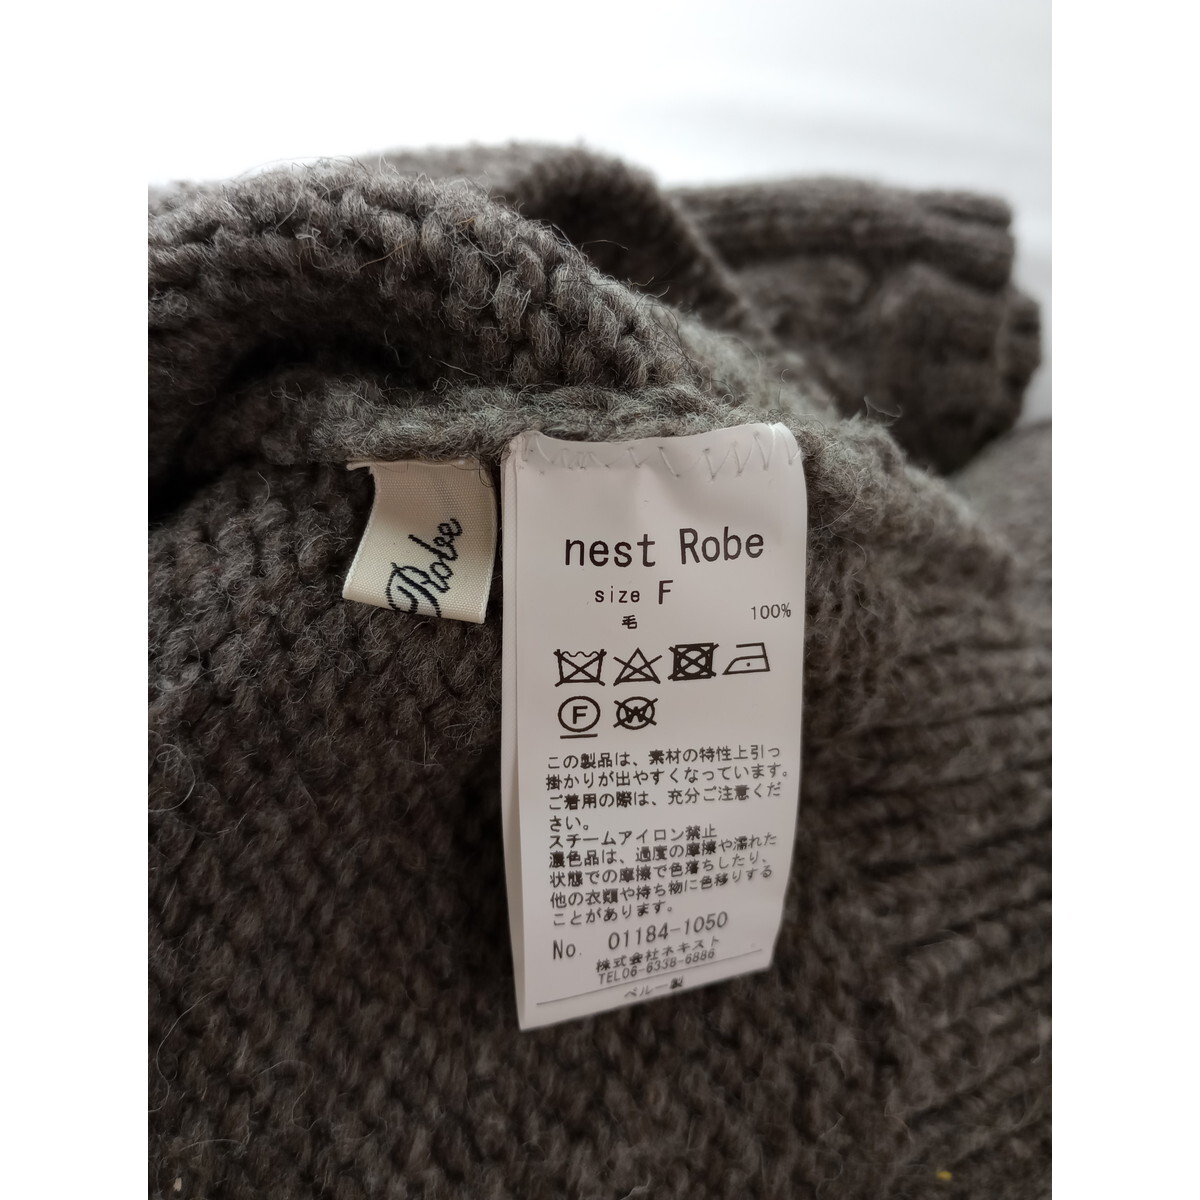 Robe
nest Robe
size F
毛 100%
F
W
この製品は、素材の特性上引っ
掛かりが出やすくなっています。
ご着用の際は、充分ご注意くだ
さい。
スチームアイロン禁止
濃色品は、過度の摩擦や濡れた
状態での摩擦で色落ちしたり、
他の衣類や持ち物に色移りする
ことがあります。
No. 01184-1050
株式会社ネキスト
TEL06-6338-6886
ペルー製